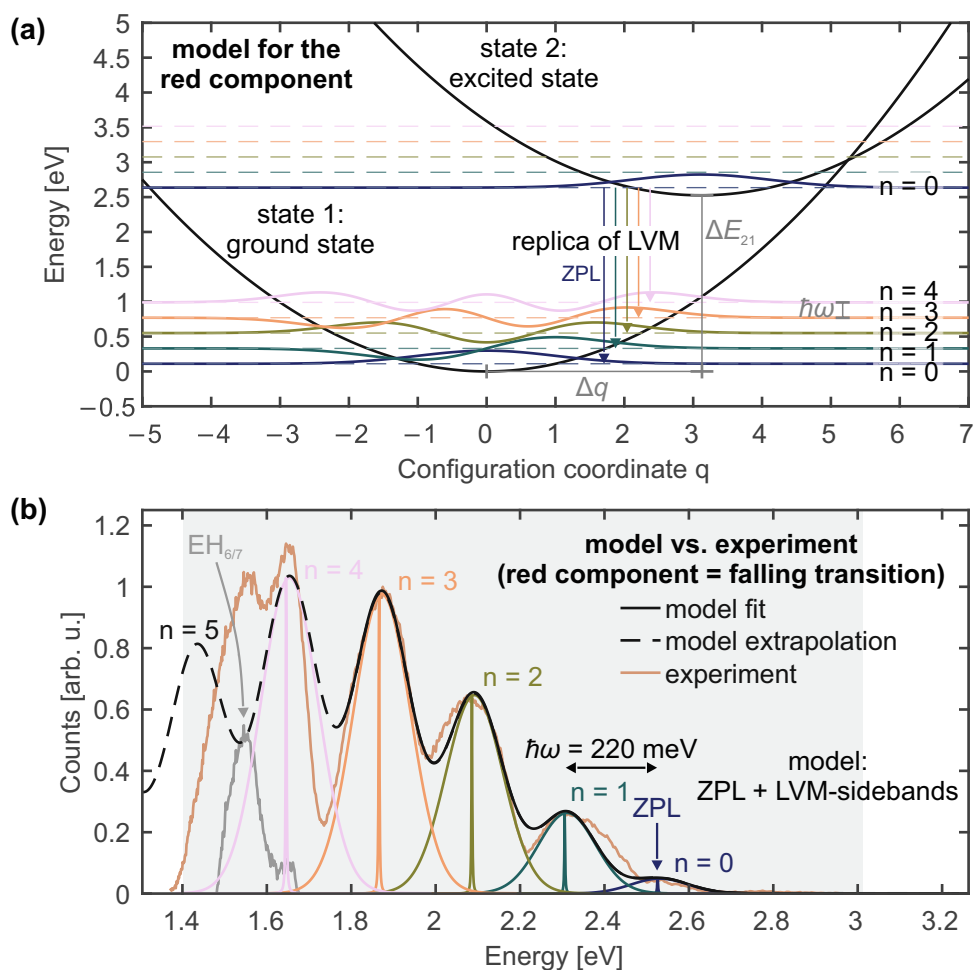 (a)
model for the
red component
state 2:
excited state
state 1:
ground state
replica of LVM
ZPL
ΔE₂₁
ħω
Δq
n = 0
n = 4
n = 3
n = 2
n = 1
n = 0
Energy [eV]
5
4.5
4
3.5
3
2.5
2
1.5
1
0.5
0
−0.5
−5 −4 −3 −2 −1 0 1 2 3 4 5 6 7
Configuration coordinate q
(b)
model vs. experiment
(red component = falling transition)
model fit
model extrapolation
experiment
EH₆/₇
n = 5
n = 4
n = 3
n = 2
ħω = 220 meV
n = 1
ZPL
n = 0
model:
ZPL + LVM-sidebands
Counts [arb. u.]
1.2
1
0.8
0.6
0.4
0.2
0
1.4 1.6 1.8 2 2.2 2.4 2.6 2.8 3 3.2
Energy [eV]